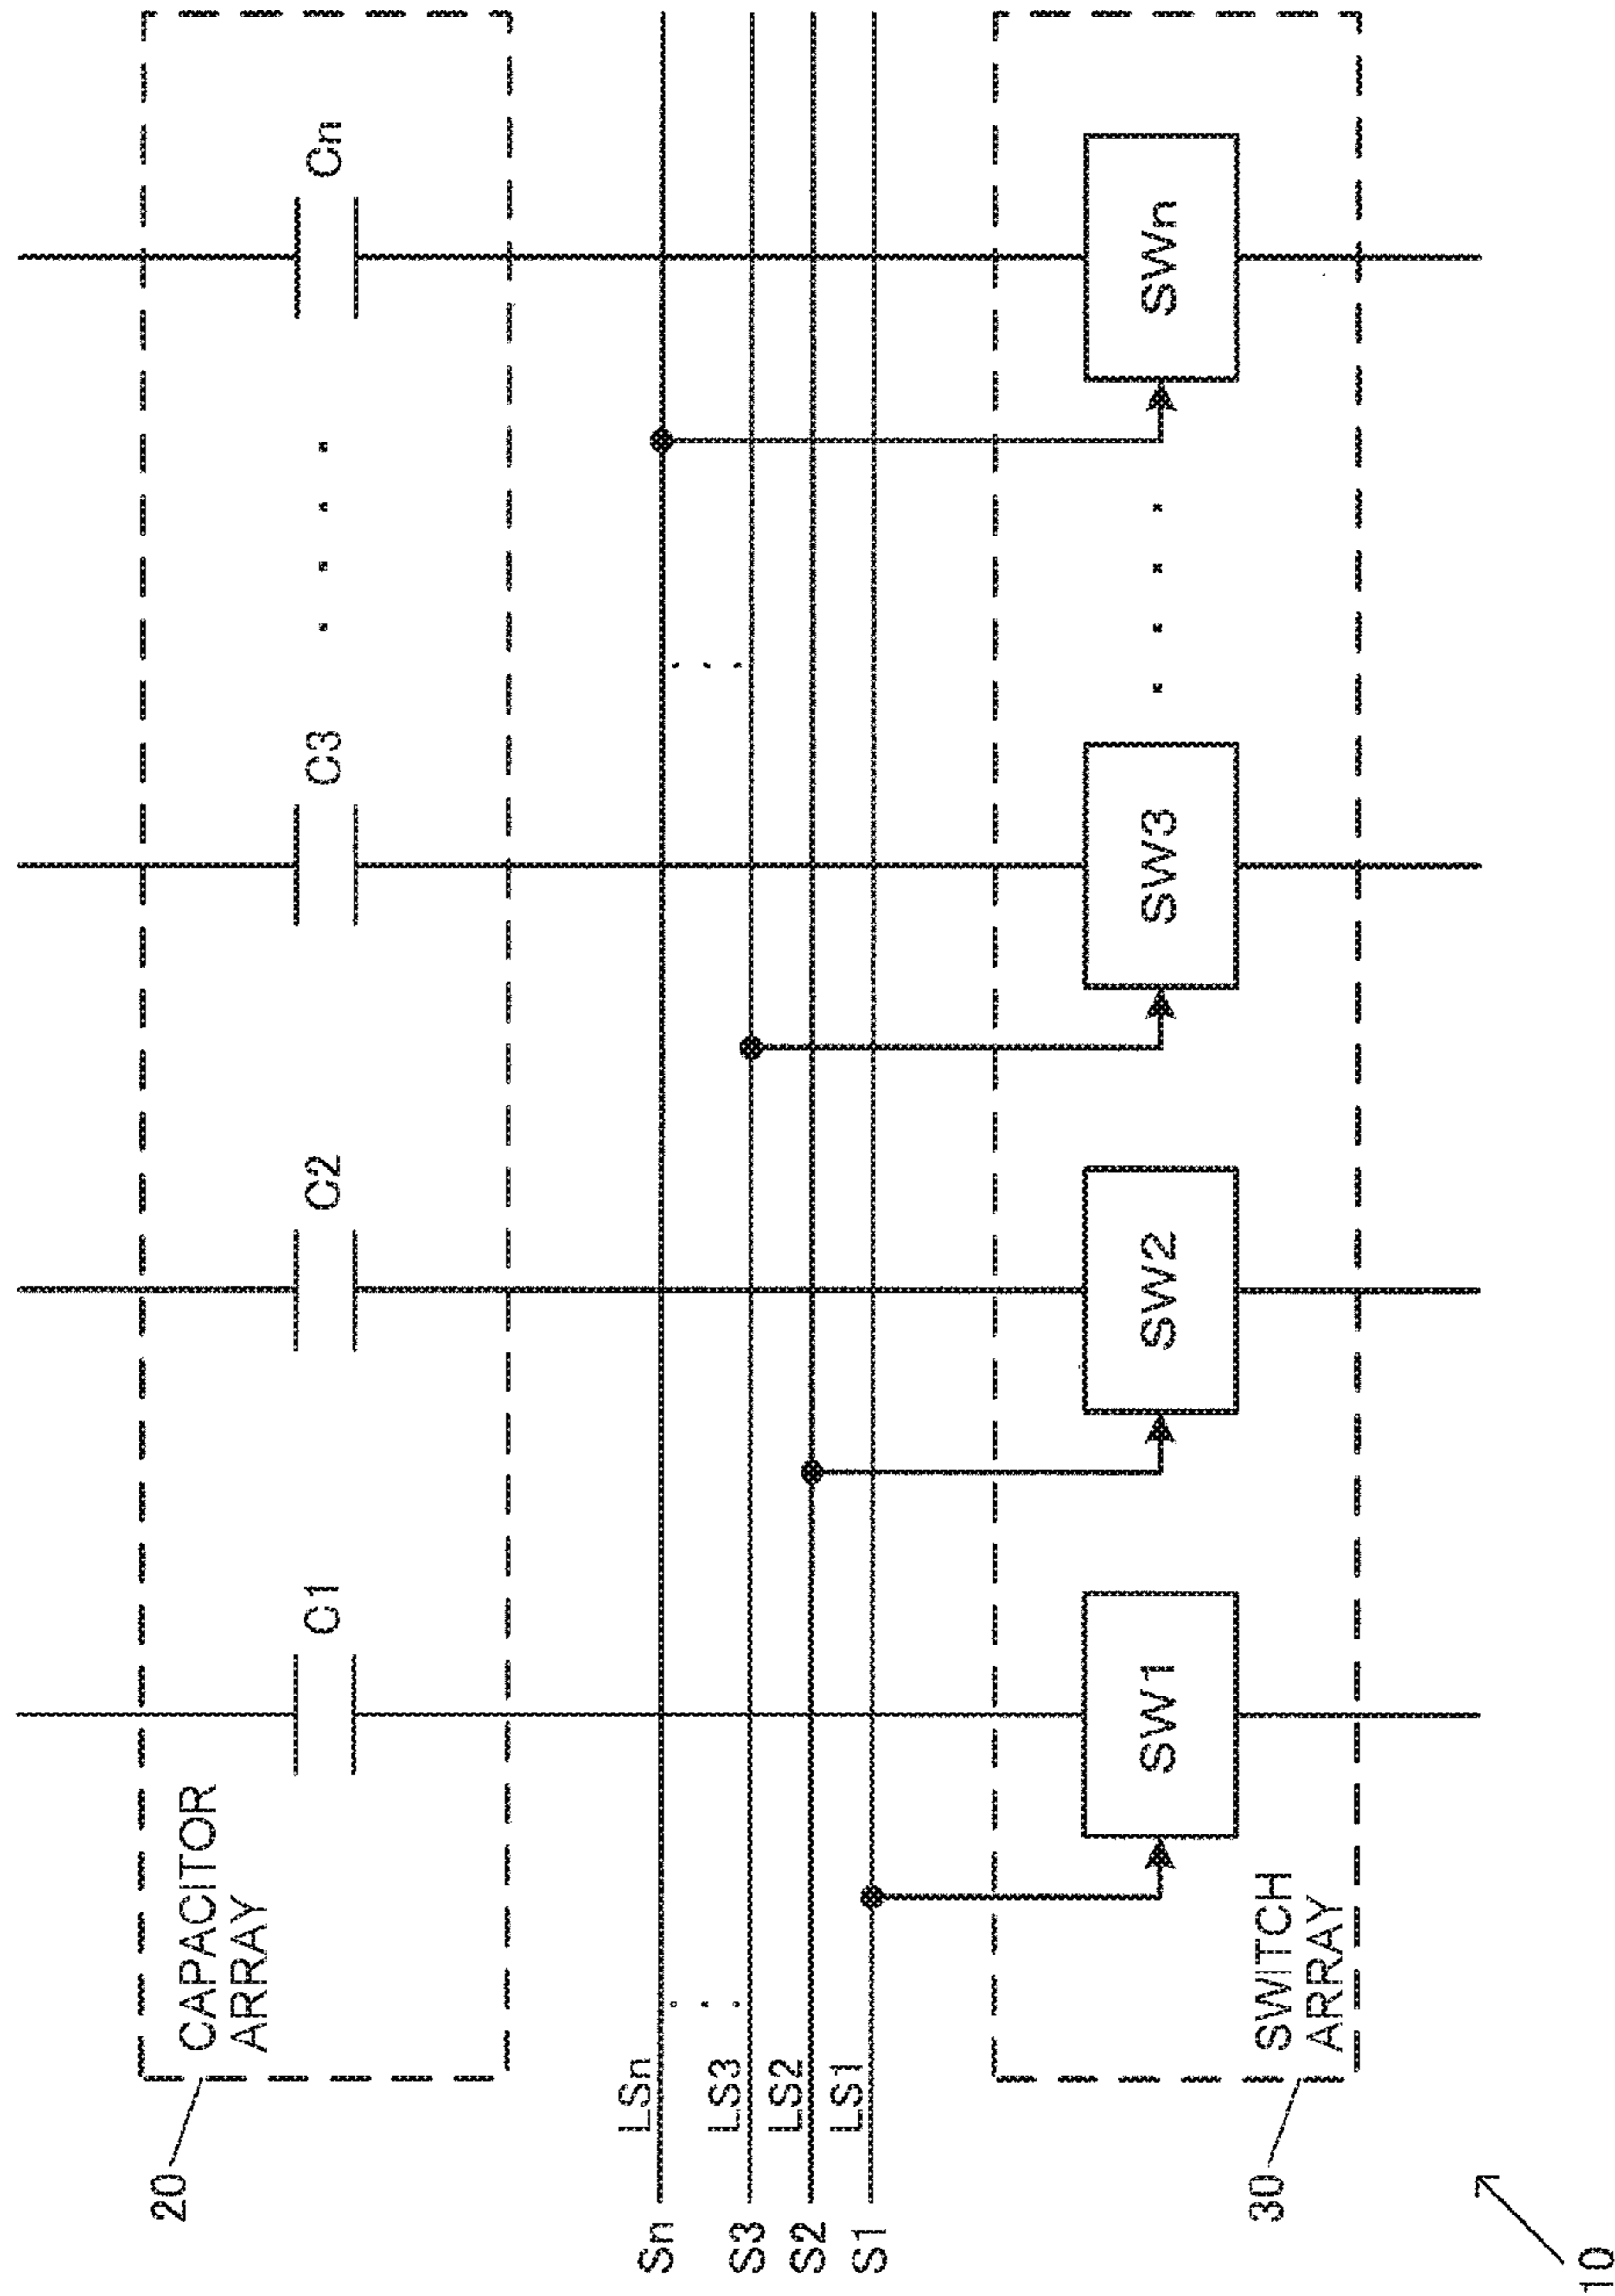 20
CAPACITOR
ARRAY
C1
C2
C3
Cn
Sn
LSn
S3
LS3
S2
LS2
S1
LS1
30
SWITCH
ARRAY
SW1
SW2
SW3
SWn
10